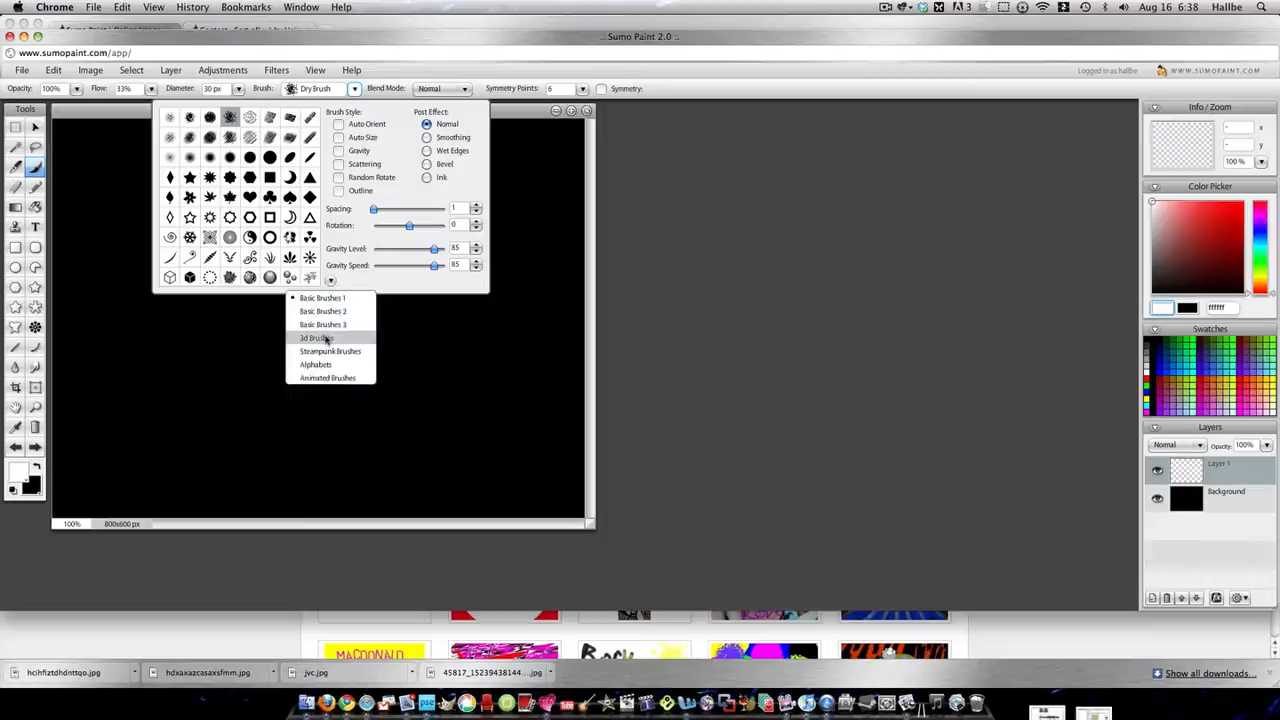 Chrome File Edit View History Bookmarks Window Help 3 2 Aug 16 6:38 Hallbe
.: Sumo Paint 2.0 :.
www.sumopaint.com/app/
File Edit Image Select Layer Adjustments Filters View Help Logged in as hallbe WWW.SUMOPAINT.COM
Opacity: 100% Flow: 33% Diameter: 30 px Brush: Dry Brush Blend Mode: Normal Symmetry Points: 6 Symmetry:
Tools
Brush Style: Post Effect:
Auto Orient Normal
Auto Size Smoothing
Gravity Wet Edges
Scattering Bevel
Random Rotate Ink
Outline
Spacing: 1
Rotation: 0
Gravity Level: 85
Gravity Speed: 85
Basic Brushes 1
Basic Brushes 2
Basic Brushes 3
3d Brushes
Steampunk Brushes
Alphabets
Animated Brushes
100% 800x600 px
Info / Zoom
- x
- y
100 %
Color Picker
ffffff
Swatches
Layers
Normal Opacity: 100%
Layer 1
Background
MACDONALD
hcihfiztdhdnttqo.jpg hdxaxazcasaxsfmm.jpg jvc.jpg 45817_15239438144....jpg Show all downloads...